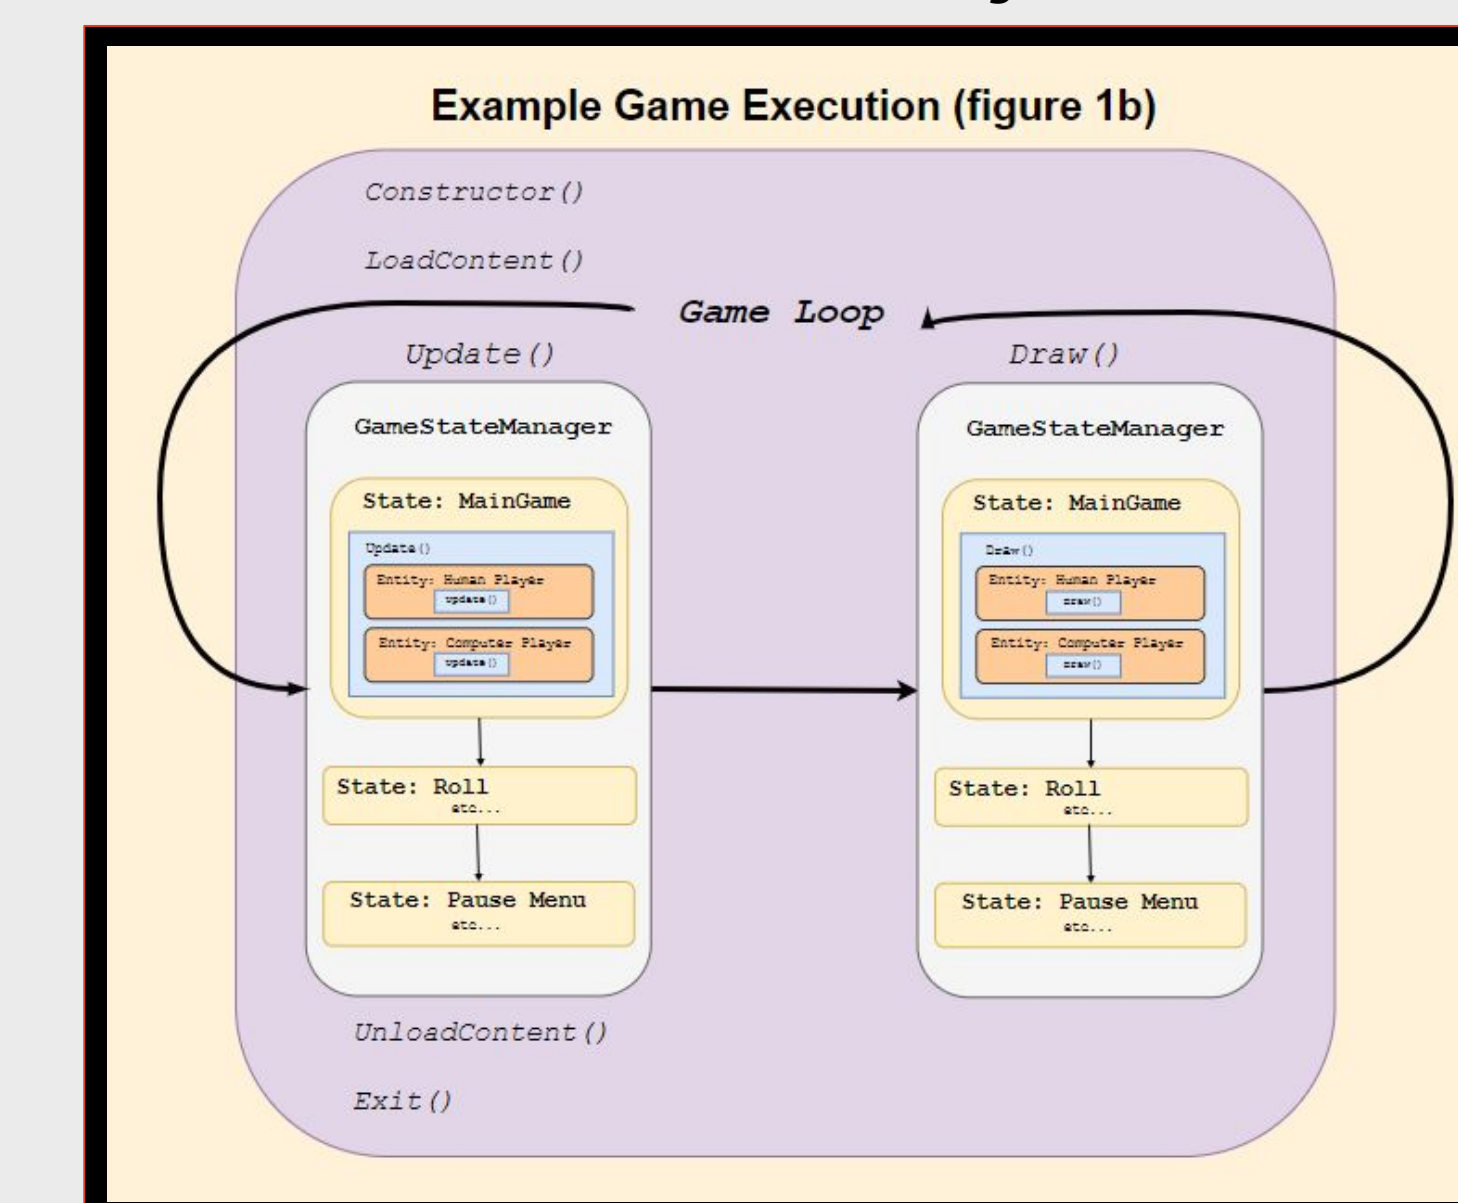 Example Game Execution (figure 1b)
Constructor()
LoadContent()
Game Loop
Update()
GameStateManager
State: MainGame
Update()
Entity: Human Player
update()
Entity: Computer Player
update()
State: Roll
etc...
State: Pause Menu
etc...
Draw()
GameStateManager
State: MainGame
Draw()
Entity: Human Player
draw()
Entity: Computer Player
draw()
State: Roll
etc...
State: Pause Menu
etc...
UnloadContent()
Exit()